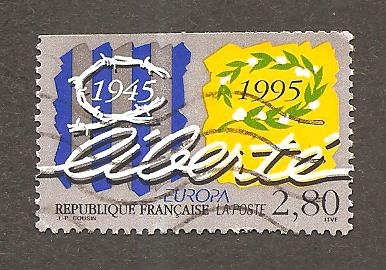 1945 1995
liberté
EUROPA
REPUBLIQUE FRANÇAISE LA POSTE 2,80
J.-P. COUSIN ITVF